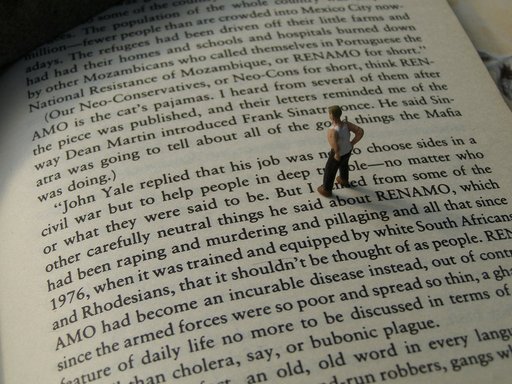 some of the cou
es. The population of the whole country
million—fewer people than are crowded into Mexico City now-
adays. The refugees had been driven off their little farms and
had had their homes and schools and hospitals burned down
by other Mozambicans who called themselves in Portuguese the
National Resistance of Mozambique, or RENAMO for short."
(Our Neo-Conservatives, or Neo-Cons for short, think REN-
AMO is the cat's pajamas. I heard from several of them after
the piece was published, and their letters reminded me of the
way Dean Martin introduced Frank Sinatra once. He said Sin-
atra was going to tell about all of the go things the Mafia
was doing.)
"John Yale replied that his job was n to choose sides in a
civil war but to help people in deep t e—no matter who
or what they were said to be. But I d from some of the
other carefully neutral things he said about RENAMO, which
had been raping and murdering and pillaging and all that since
1976, when it was trained and equipped by white South Africans
and Rhodesians, that it shouldn't be thought of as people. REN
AMO had become an incurable disease instead, out of contr
since the armed forces were so poor and spread so thin, a gha
feature of daily life no more to be discussed in terms of
than cholera, say, or bubonic plague.
an old, old word in every langu
run robbers, gangs wh